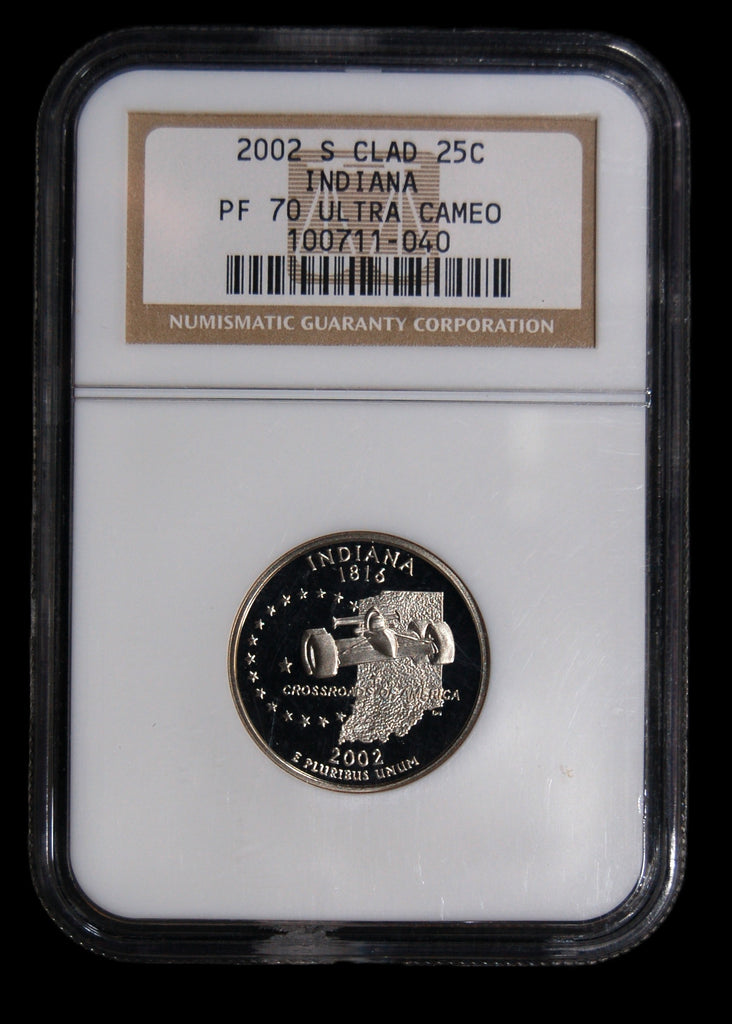 2002 S CLAD 25C
INDIANA
PF 70 ULTRA CAMEO
100711-040
NUMISMATIC GUARANTY CORPORATION
INDIANA
1816
CROSSROADS OF AMERICA
2002
E PLURIBUS UNUM